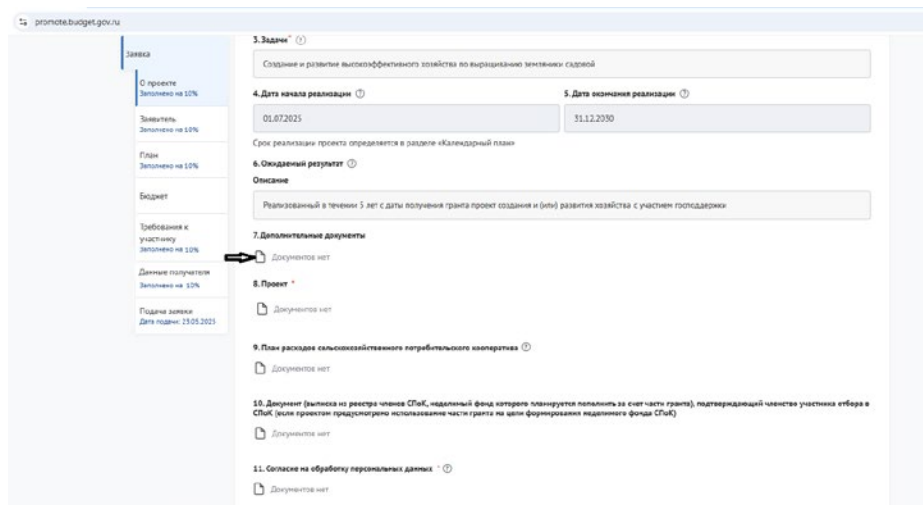 promote.budget.gov.ru
Заявка
О проекте
Заполнено на 10%
Заявитель
Заполнено на 10%
План
Заполнено на 10%
Бюджет
Требования к
участнику
Заполнено на 10%
Данные получателя
Заполнено на 10%
Подача заявки
Дата подачи: 23.05.2025
3. Задачи *
Создание и развитие высокоэффективного хозяйства по выращиванию земляники садовой
4. Дата начала реализации
5. Дата окончания реализации
01.07.2025
31.12.2030
Срок реализации проекта определяется в разделе «Календарный план»
6. Ожидаемый результат
Описание
Реализованный в течении 5 лет с даты получения гранта проект создания и (или) развития хозяйства с участием господдержки
7. Дополнительные документы
Документов нет
8. Проект *
Документов нет
9. План расходов сельскохозяйственного потребительского кооператива
Документов нет
10. Документ (выписка из реестра членов СПоК, неделимый фонд которого планируется пополнить за счет части гранта), подтверждающий членство участника отбора в
СПоК (если проектом предусмотрено использование части гранта на цели формирования неделимого фонда СПоК)
Документов нет
11. Согласие на обработку персональных данных *
Документов нет